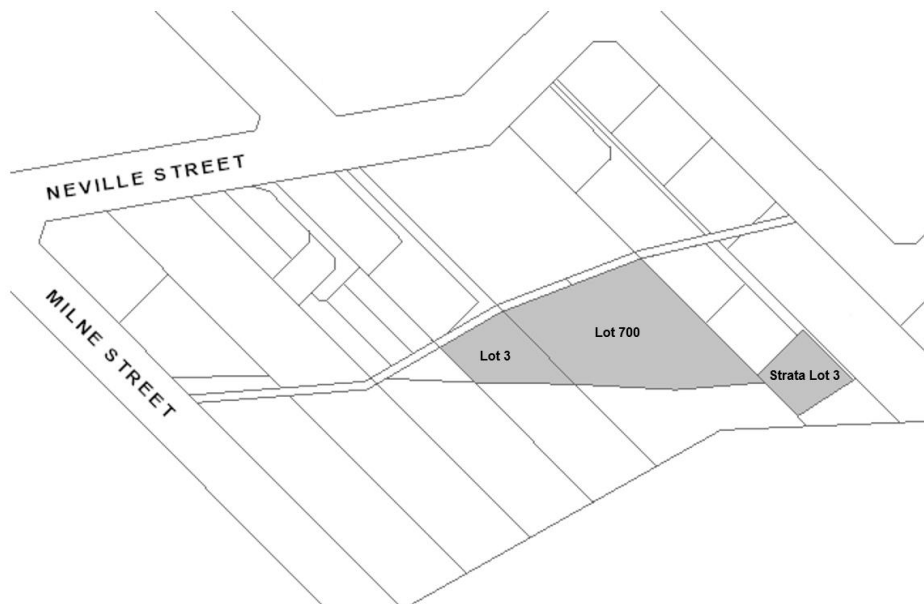 NEVILLE STREET
MILNE STREET
Lot 700
Lot 3
Strata Lot 3